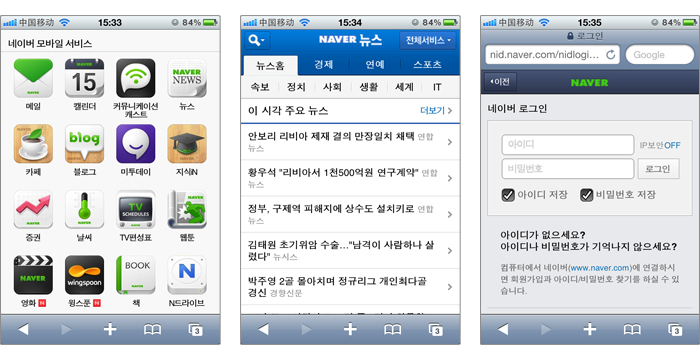 中国移动 15:33 84%
네이버 모바일 서비스
NAVER
15
NAVER
NEWS
메일 캘린더 커뮤니케이션 뉴스
캐스트
blog
카페 블로그 미투데이 지식iN
TV
SCHEDULES
증권 날씨 TV편성표 웹툰
wingspoon
BOOK
N
영화 윙스푼 책 N드라이브
3
中国移动 15:34 84%
NAVER 뉴스 전체서비스
뉴스홈 경제 연예 스포츠
속보 정치 사회 생활 세계 IT
이 시각 주요 뉴스 더보기
안보리 리비아 제재 결의 만장일치 채택 연합
뉴스
황우석 "리비아서 1천500억원 연구계약" 연합
뉴스
정부, 구제역 피해지에 상수도 설치키로 연합
뉴스
김태원 초기위암 수술..."남격이 사람하나 살
렸다" 뉴시스
박주영 2골 몰아치며 정규리그 개인최다골
경신 경향신문
3
中国移动 15:35 84%
로그인
nid.naver.com/nidlogi... Google
이전 NAVER
네이버 로그인
아이디 IP보안OFF
비밀번호 로그인
아이디 저장 비밀번호 저장
아이디가 없으세요?
아이디나 비밀번호가 기억나지 않으세요?
컴퓨터에서 네이버(www.naver.com)에 연결하시
면 회원가입과 아이디/비밀번호 찾기를 하실 수 있
습니다.
3